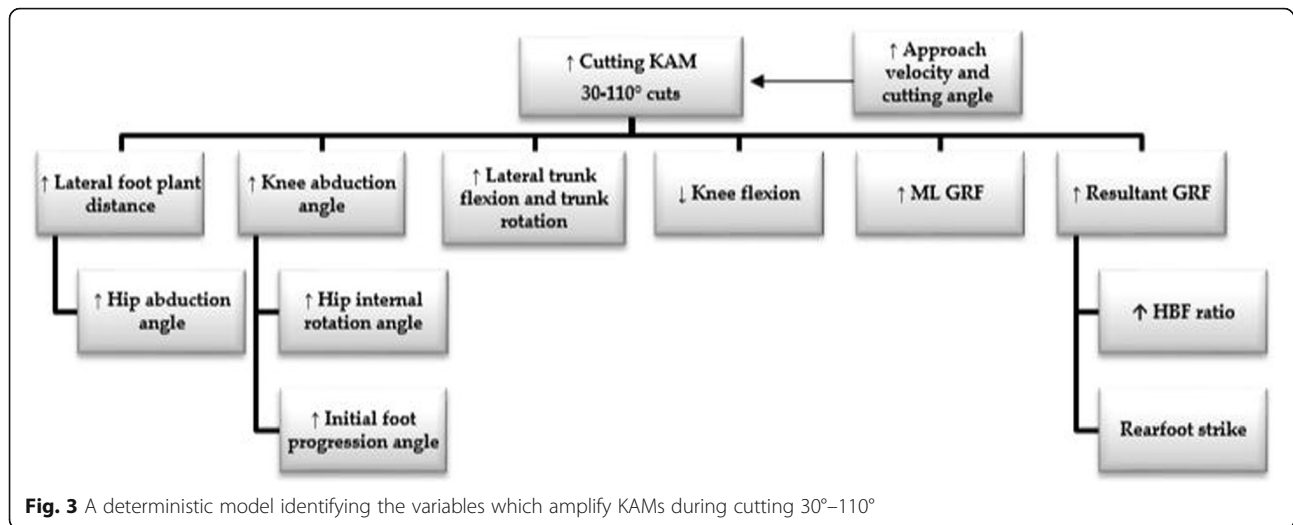 ↑ Cutting KAM
30-110° cuts
↑ Approach
velocity and
cutting angle
↑ Lateral foot plant
distance
↑ Knee abduction
angle
↑ Lateral trunk
flexion and trunk
rotation
↓ Knee flexion
↑ ML GRF
↑ Resultant GRF
↑ Hip abduction
angle
↑ Hip internal
rotation angle
↑ HBF ratio
↑ Initial foot
progression angle
Rearfoot strike
Fig. 3 A deterministic model identifying the variables which amplify KAMs during cutting 30°–110°